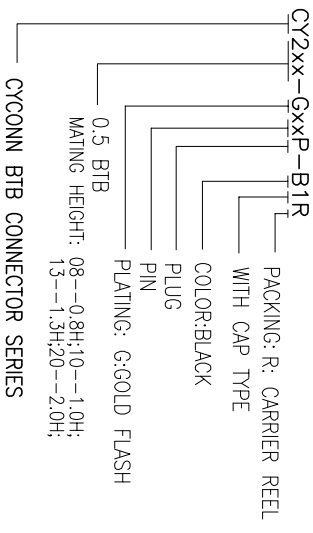 CY2xx-GxxP-B1R
PACKING: R: CARRIER REEL
WITH CAP TYPE
COLOR:BLACK
PLUG
PIN
PLATING: G:GOLD FLASH
0.5 BTB
MATING HEIGHT: 08--0.8H;10--1.0H;
13--1.3H;20--2.0H;
CYCONN BTB CONNECTOR SERIES